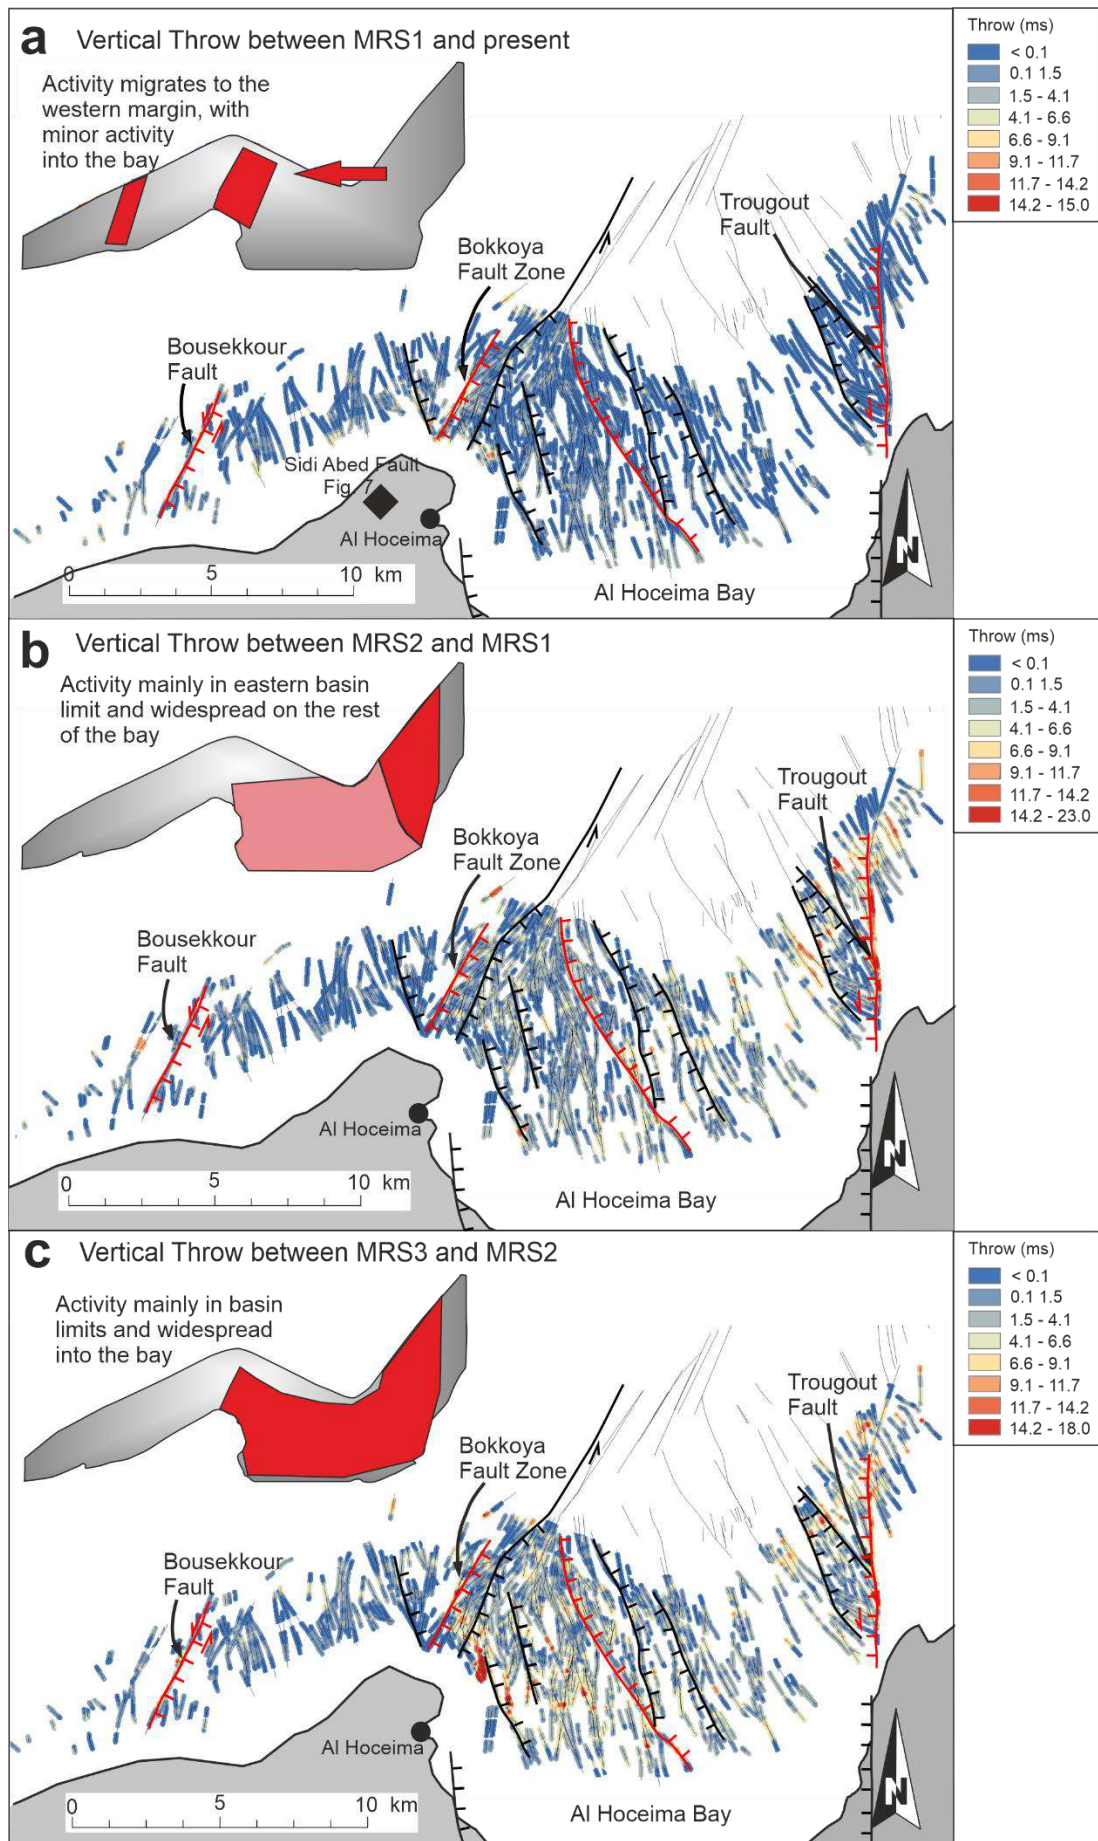 a Vertical Throw between MRS1 and present
Activity migrates to the
western margin, with
minor activity
into the bay
Throw (ms)
< 0.1
0.1 1.5
1.5 - 4.1
4.1 - 6.6
6.6 - 9.1
9.1 - 11.7
11.7 - 14.2
14.2 - 15.0
Trougout
Fault
Bokkoya
Fault Zone
Bousekkour
Fault
Sidi Abed Fault
Fig. 7
Al Hoceima
0 5 10 km
Al Hoceima Bay
N
b Vertical Throw between MRS2 and MRS1
Activity mainly in eastern basin
limit and widespread on the rest
of the bay
Throw (ms)
< 0.1
0.1 1.5
1.5 - 4.1
4.1 - 6.6
6.6 - 9.1
9.1 - 11.7
11.7 - 14.2
14.2 - 23.0
Trougout
Fault
Bokkoya
Fault Zone
Bousekkour
Fault
Al Hoceima
0 5 10 km
Al Hoceima Bay
N
c Vertical Throw between MRS3 and MRS2
Activity mainly in basin
limits and widespread
into the bay
Throw (ms)
< 0.1
0.1 1.5
1.5 - 4.1
4.1 - 6.6
6.6 - 9.1
9.1 - 11.7
11.7 - 14.2
14.2 - 18.0
Trougout
Fault
Bokkoya
Fault Zone
Bousekkour
Fault
Al Hoceima
0 5 10 km
Al Hoceima Bay
N